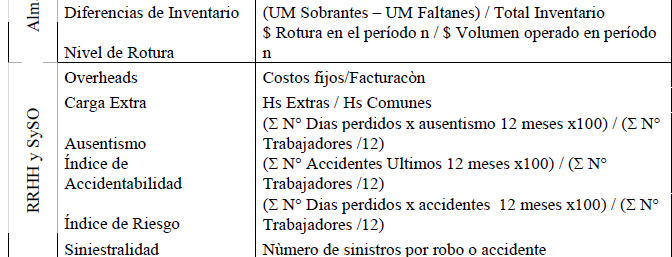 Alm
Diferencias de Inventario
(UM Sobrantes – UM Faltanes) / Total Inventario
Nivel de Rotura
$ Rotura en el período n / $ Volumen operado en período
n
RRHH y SySO
Overheads
Costos fijos/Facturacòn
Carga Extra
Hs Extras / Hs Comunes
Ausentismo
(Σ N° Dias perdidos x ausentismo 12 meses x100) / (Σ N°
Trabajadores /12)
Índice de
Accidentabilidad
(Σ N° Accidentes Ultimos 12 meses x100) / (Σ N°
Trabajadores /12)
Índice de Riesgo
(Σ N° Dias perdidos x accidentes  12 meses x100) / (Σ N°
Trabajadores /12)
Siniestralidad
Nùmero de sinistros por robo o accidente